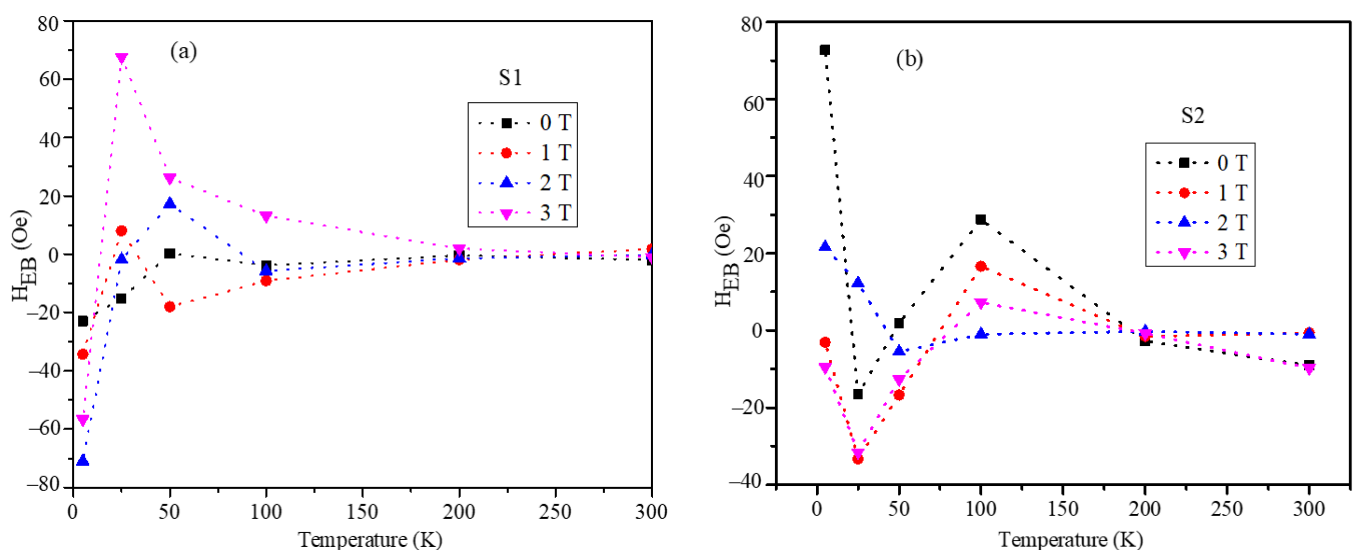 (a)
S1
0 T
1 T
2 T
3 T
80
60
40
20
0
–20
–40
–60
–80
H_EB (Oe)
0 50 100 150 200 250 300
Temperature (K)
(b)
S2
0 T
1 T
2 T
3 T
80
60
40
20
0
–20
–40
H_EB (Oe)
0 50 100 150 200 250 300
Temperature (K)